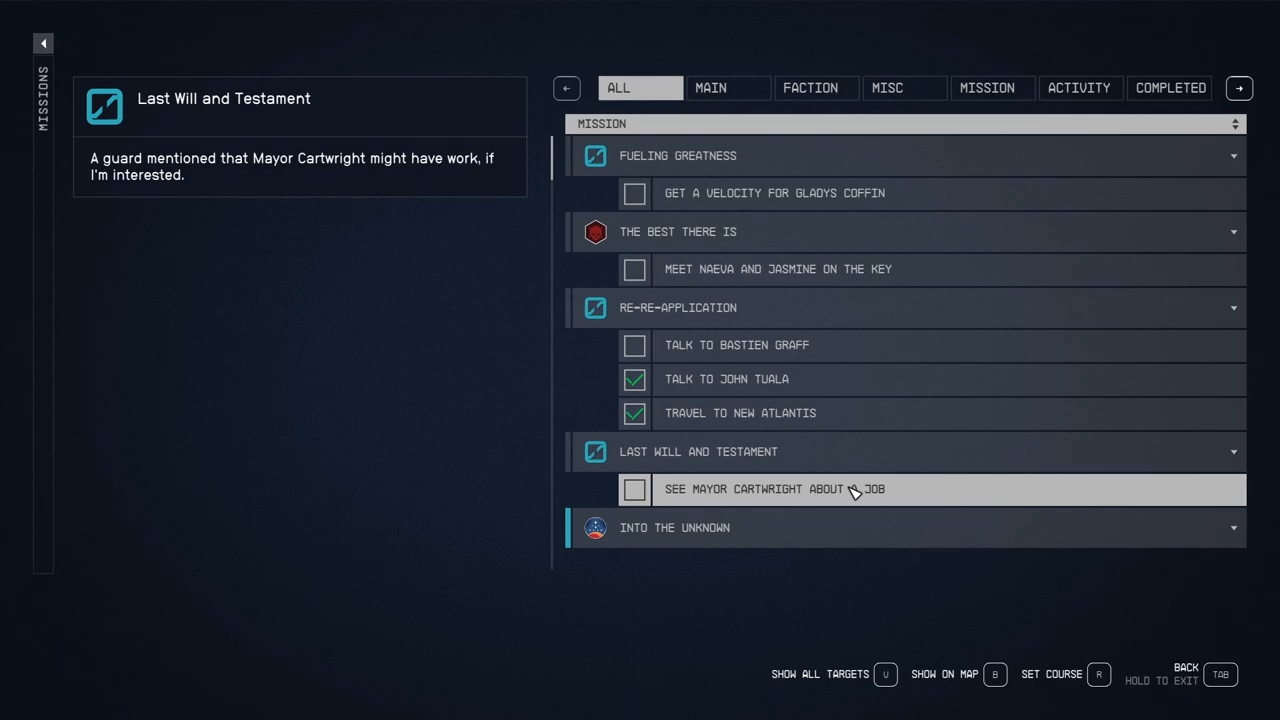 MISSIONS
Last Will and Testament
A guard mentioned that Mayor Cartwright might have work, if
I'm interested.
ALL
MAIN
FACTION
MISC
MISSION
ACTIVITY
COMPLETED
MISSION
FUELING GREATNESS
GET A VELOCITY FOR GLADYS COFFIN
THE BEST THERE IS
MEET NAEVA AND JASMINE ON THE KEY
RE-RE-APPLICATION
TALK TO BASTIEN GRAFF
TALK TO JOHN TUALA
TRAVEL TO NEW ATLANTIS
LAST WILL AND TESTAMENT
SEE MAYOR CARTWRIGHT ABOUT A JOB
INTO THE UNKNOWN
SHOW ALL TARGETS U
SHOW ON MAP B
SET COURSE R
BACK
HOLD TO EXIT
TAB